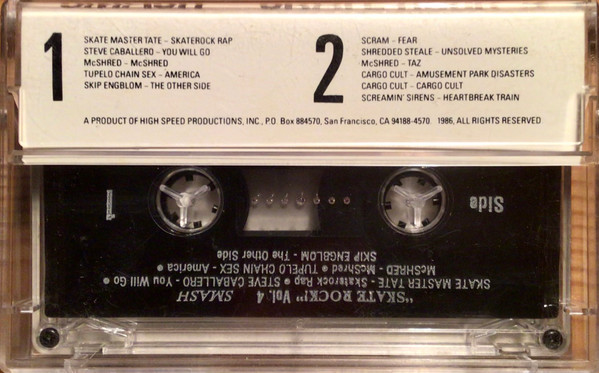 1
SKATE MASTER TATE – SKATEROCK RAP
STEVE CABALLERO – YOU WILL GO
McSHRED – McSHRED
TUPELO CHAIN SEX – AMERICA
SKIP ENGBLOM – THE OTHER SIDE
2
SCRAM – FEAR
SHREDDED STEALE – UNSOLVED MYSTERIES
McSHRED – TAZ
CARGO CULT – AMUSEMENT PARK DISASTERS
CARGO CULT – CARGO CULT
SCREAMIN' SIRENS – HEARTBREAK TRAIN
A PRODUCT OF HIGH SPEED PRODUCTIONS, INC., P.O. Box 884570, San Francisco, CA 94188-4570. 1986, ALL RIGHTS RESERVED
Side 1
"SKATE ROCK!" Vol. 4 SMASH
SKATE MASTER TATE - Skaterock Rap ● STEVE CABALLERO - You Will Go ●
McSHRED - McShred ● TUPELO CHAIN SEX - America ●
SKIP ENGBLOM - The Other Side